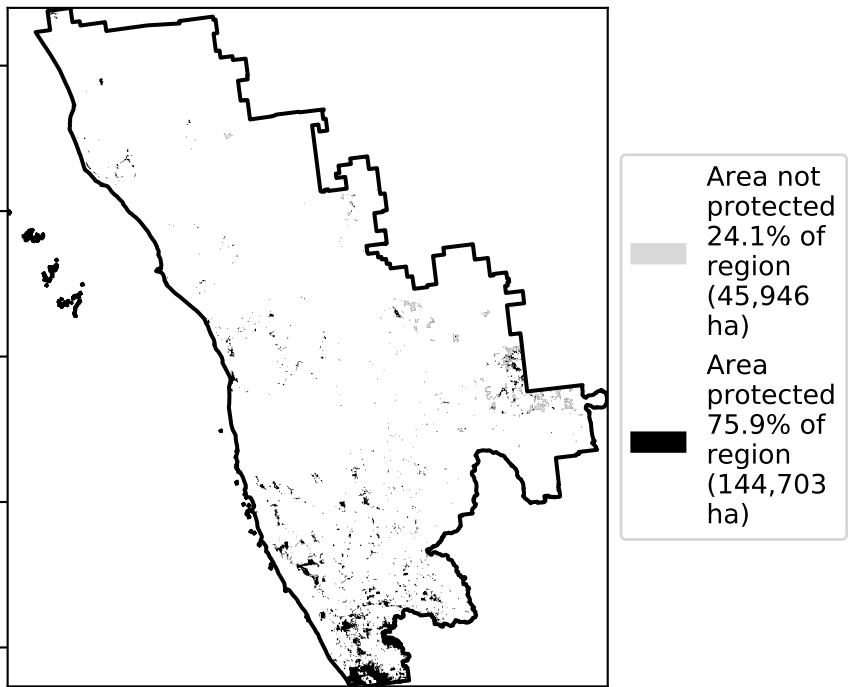 Area not
protected
24.1% of
region
(45,946
ha)
Area
protected
75.9% of
region
(144,703
ha)